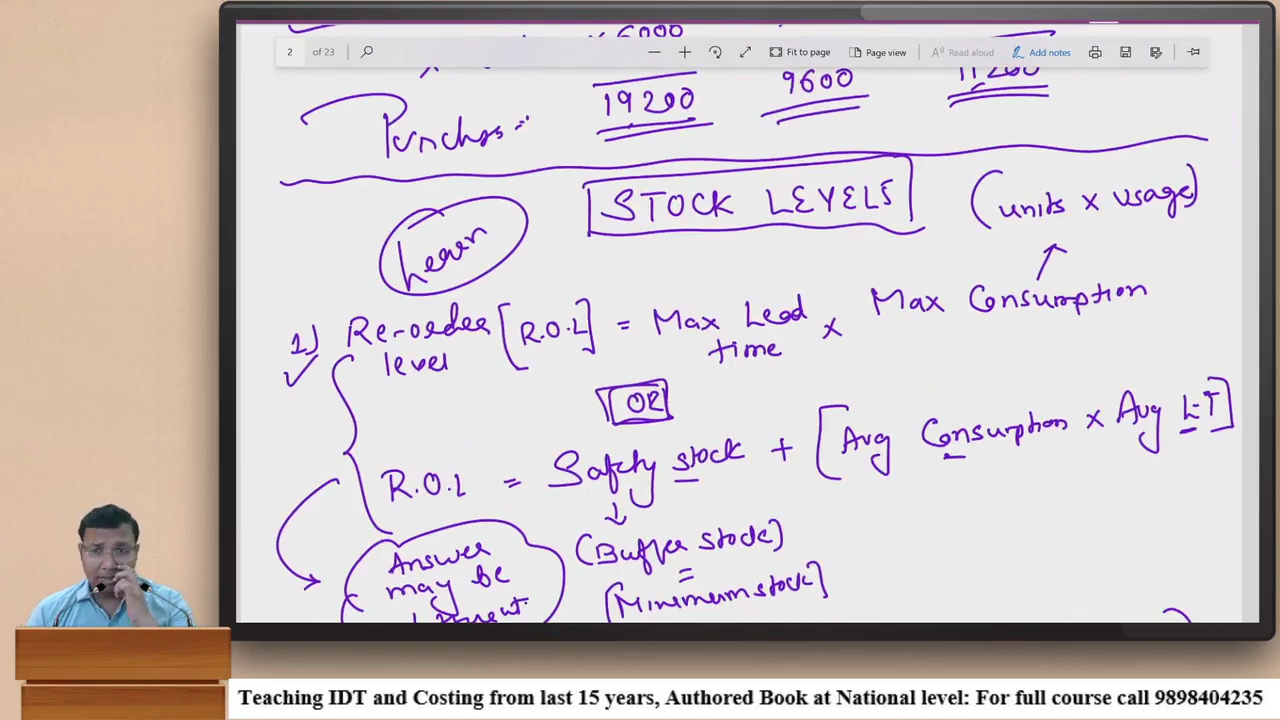 x 6000
2 of 23 Fit to page Page view Read aloud Add notes
9600 11200
Purchase :- 19200
STOCK LEVELS (units x usage)
Learn
1) Re-order level [R.O.L] = Max Lead time x Max Consumption
OR
R.O.L = Safety stock + [Avg Consumption x Avg L.T]
(Buffer stock)
=
[Minimum stock]
Answer
may be
Teaching IDT and Costing from last 15 years, Authored Book at National level: For full course call 9898404235